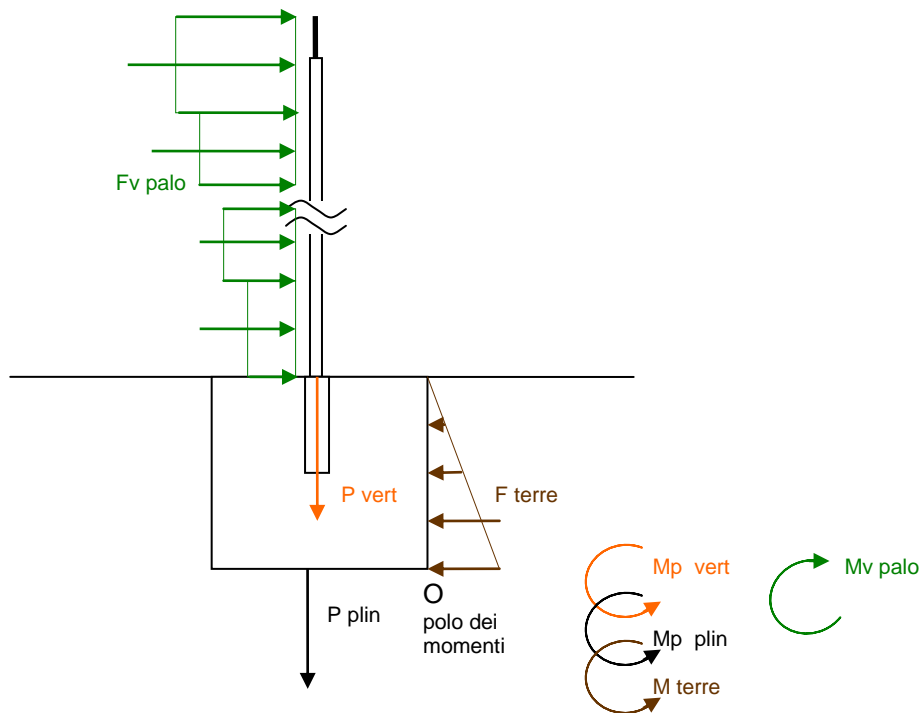 Fv palo
P vert
F terre
O
polo dei
momenti
P plin
Mp vert
Mp plin
M terre
Mv palo